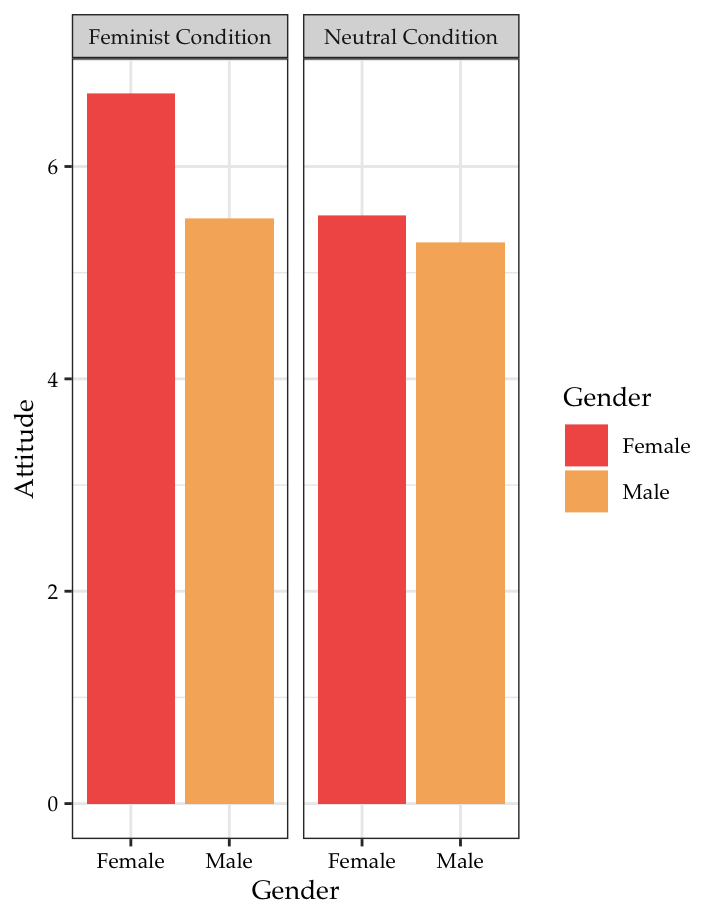 Feminist Condition
Neutral Condition
6
4
2
0
Attitude
Female
Male
Female
Male
Gender
Gender
Female
Male